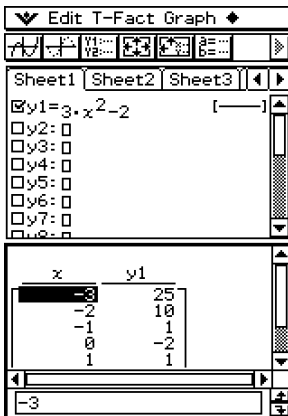 Edit T-Fact Graph
Sheet1 Sheet2 Sheet3
y1=3·x²-2 [—]
y2:
y3:
y4:
y5:
y6:
y7:
y8:
x y1
-3 25
-2 10
-1 1
0 -2
1 1
-3